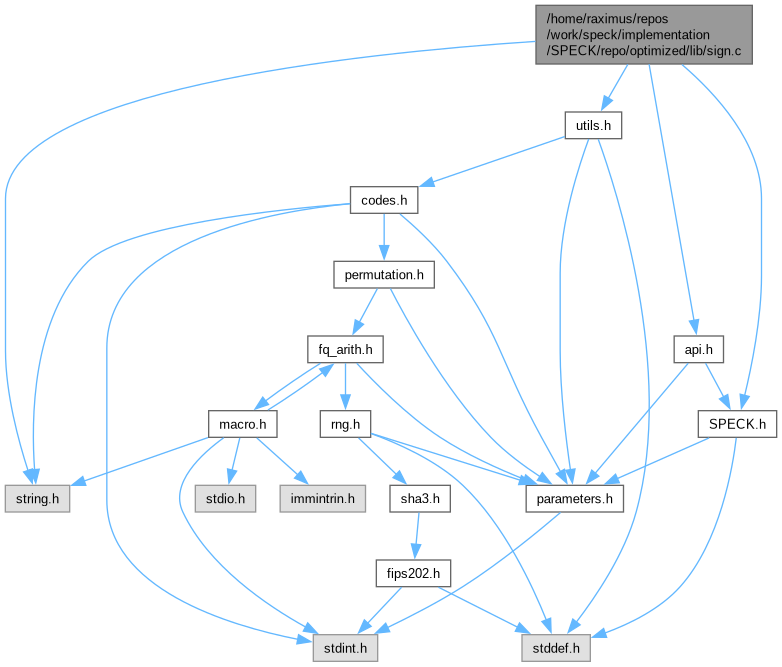 /home/raximus/repos
/work/speck/implementation
/SPECK/repo/optimized/lib/sign.c
utils.h
codes.h
permutation.h
fq_arith.h
api.h
macro.h
rng.h
SPECK.h
string.h
stdio.h
immintrin.h
sha3.h
parameters.h
fips202.h
stdint.h
stddef.h